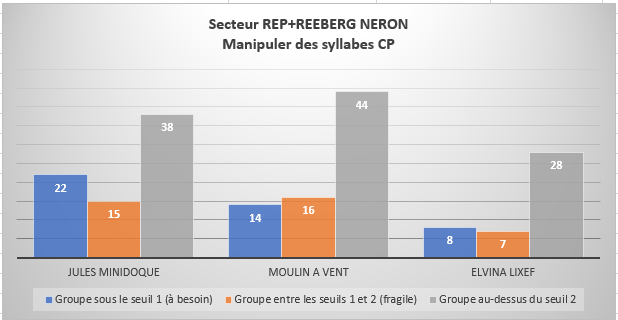 Secteur REP+REEBERG NERON
Manipuler des syllabes CP
22
15
38
14
16
44
8
7
28
JULES MINIDOQUE
MOULIN A VENT
ELVINA LIXEF
Groupe sous le seuil 1 (à besoin)
Groupe entre les seuils 1 et 2 (fragile)
Groupe au-dessus du seuil 2